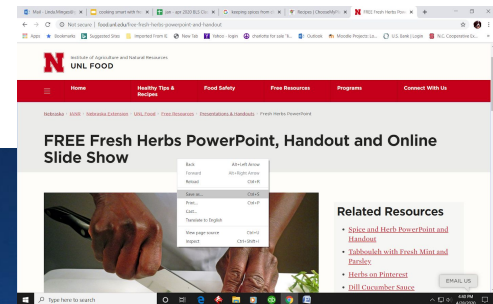 Mail - Linda.Minges@...
cooking smart with fre
jan - apr 2020 BLS Co
keeping spices from cl
Recipes | ChooseMyPl
FREE Fresh Herbs Pow
Not secure | food.unl.edu/free-fresh-herbs-powerpoint-and-handout
Apps
Bookmarks
Suggested Sites
Imported From IE
New Tab
Yahoo - login
Outlook
Moodle Projects: Lo...
U.S. Bank | Login
N.C. Cooperative Ex...
Institute of Agriculture and Natural Resources
UNL FOOD
Home
Healthy Eating Tips & Recipes
Food Safety
Free Resources
Programs
Connect With Us
Nebraska › IANR › Nebraska Extension › UNL Food › Free Resources › Presentations & Handouts › Fresh Herbs PowerPoint
FREE Fresh Herbs PowerPoint, Handout and Online
Slide Show
Back Alt+Left Arrow
Forward Alt+Right Arrow
Reload Ctrl+R
Save as... Ctrl+S
Print... Ctrl+P
Cast...
Translate to English
View page source Ctrl+U
Inspect Ctrl+Shift+I
Related Resources
Spice and Herb PowerPoint and
Handout
Tabbouleh with Fresh Mint and
Parsley
Herbs on Pinterest
Dill Cucumber Sauce
EMAIL US
Type here to search
4:40 PM